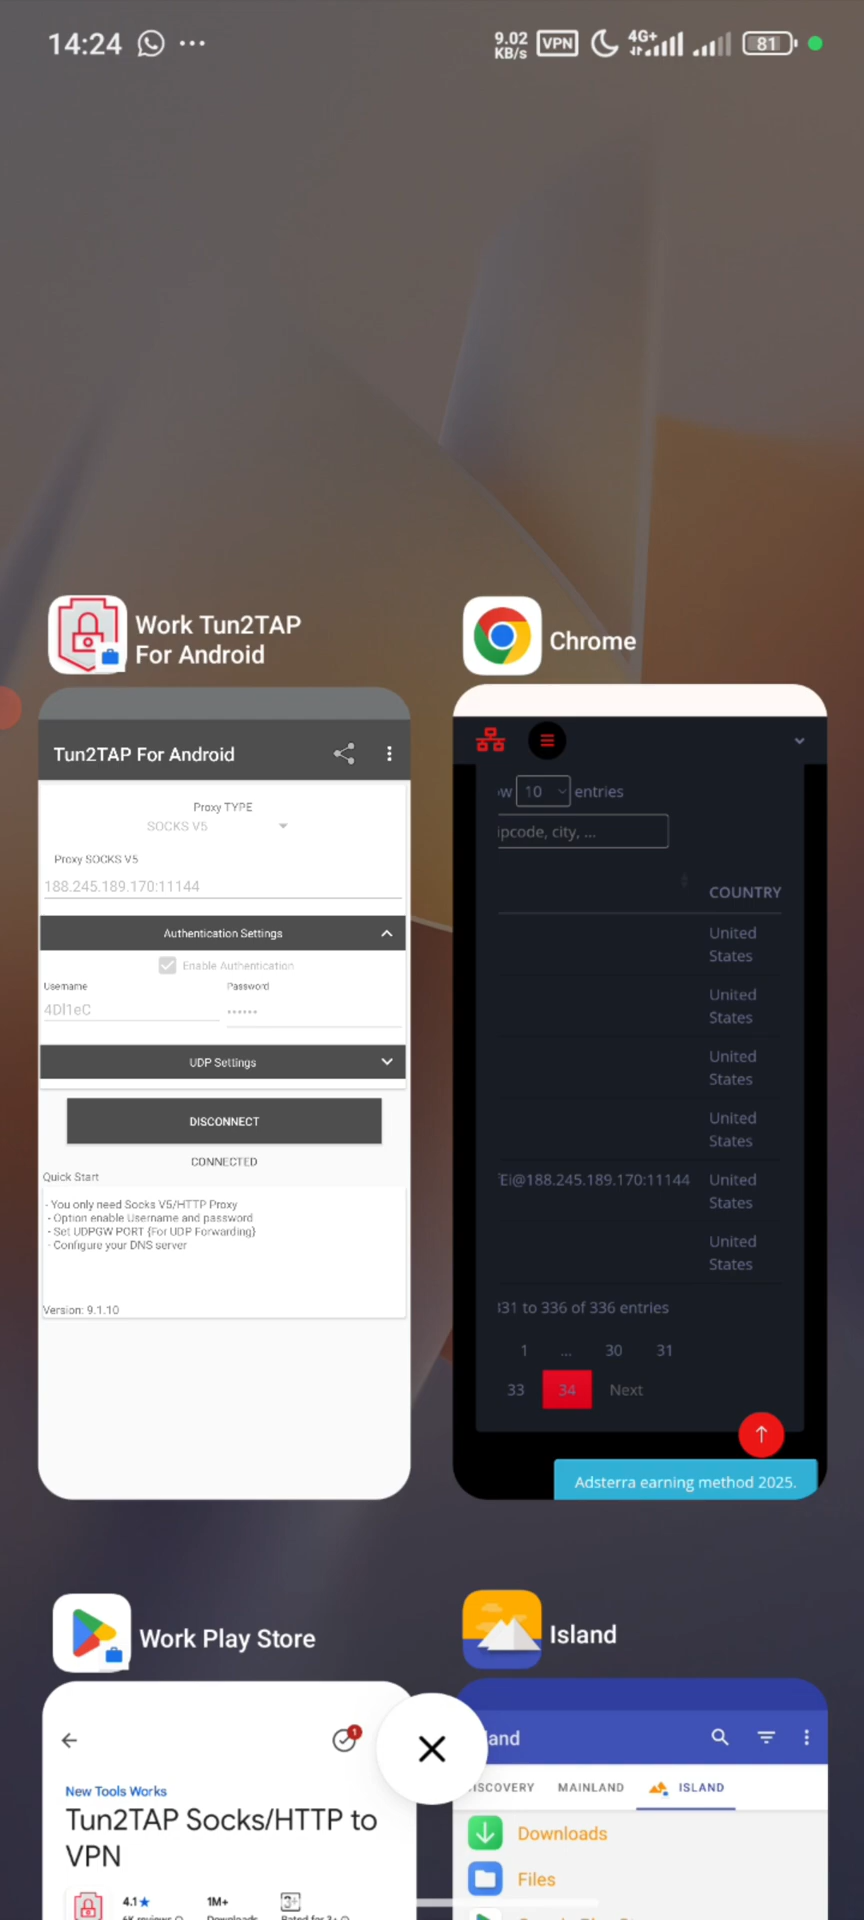 14:24
9.02
KB/s
VPN
4G+
81
Work Tun2TAP
For Android
Tun2TAP For Android
Proxy TYPE
SOCKS V5
Proxy SOCKS V5
188.245.189.170:11144
Authentication Settings
Enable Authentication
Username
Password
4Dl1eC
••••••
UDP Settings
DISCONNECT
CONNECTED
Quick Start
- You only need Socks V5/HTTP Proxy
- Option enable Username and password
- Set UDPGW PORT {For UDP Forwarding}
- Configure your DNS server
Version: 9.1.10
Chrome
10 entries
ipcode, city, ...
COUNTRY
United
States
United
States
United
States
United
States
@188.245.189.170:11144
United
States
United
States
331 to 336 of 336 entries
1 ... 30 31
33 34 Next
Adsterra earning method 2025.
Work Play Store
1
New Tools Works
Tun2TAP Socks/HTTP to
VPN
4.1★
1M+
3+
Island
MAINLAND
ISLAND
Downloads
Files